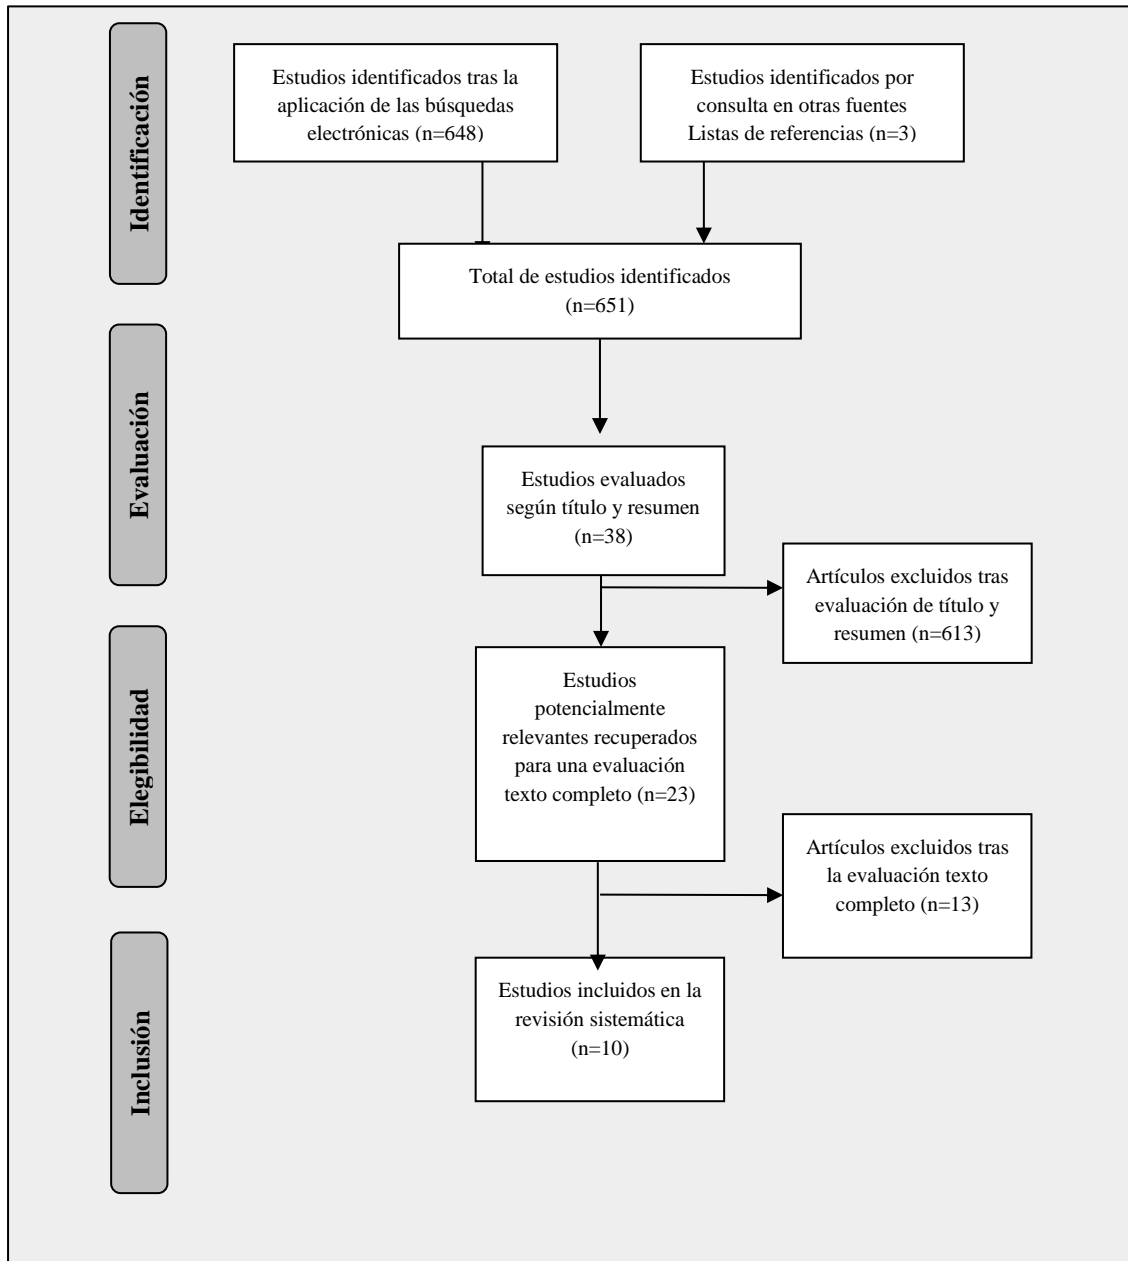 Identificación
Estudios identificados tras la
aplicación de las búsquedas
electrónicas (n=648)
Estudios identificados por
consulta en otras fuentes
Listas de referencias (n=3)
Total de estudios identificados
(n=651)
Evaluación
Estudios evaluados
según título y resumen
(n=38)
Artículos excluidos tras
evaluación de título y
resumen (n=613)
Elegibilidad
Estudios
potencialmente
relevantes recuperados
para una evaluación
texto completo (n=23)
Artículos excluidos tras
la evaluación texto
completo (n=13)
Inclusión
Estudios incluidos en la
revisión sistemática
(n=10)